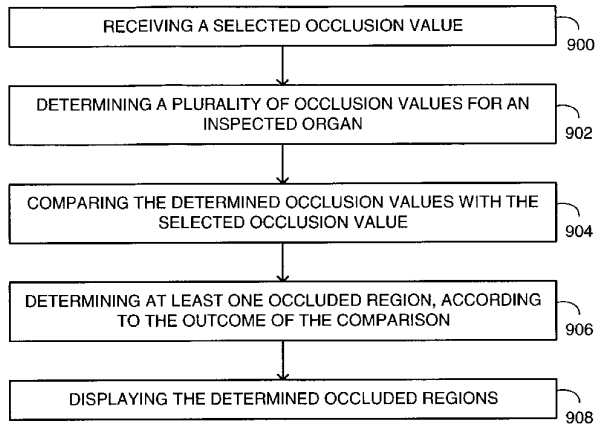 RECEIVING A SELECTED OCCLUSION VALUE
900
DETERMINING A PLURALITY OF OCCLUSION VALUES FOR AN
INSPECTED ORGAN
902
COMPARING THE DETERMINED OCCLUSION VALUES WITH THE
SELECTED OCCLUSION VALUE
904
DETERMINING AT LEAST ONE OCCLUDED REGION, ACCORDING
TO THE OUTCOME OF THE COMPARISON
906
DISPLAYING THE DETERMINED OCCLUDED REGIONS
908